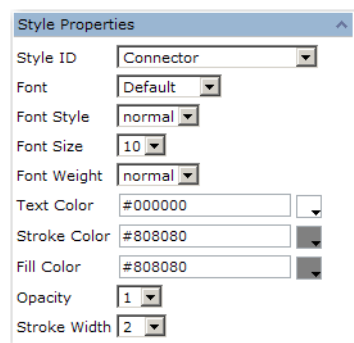 Style Properties
Style ID Connector
Font Default
Font Style normal
Font Size 10
Font Weight normal
Text Color #000000
Stroke Color #808080
Fill Color #808080
Opacity 1
Stroke Width 2